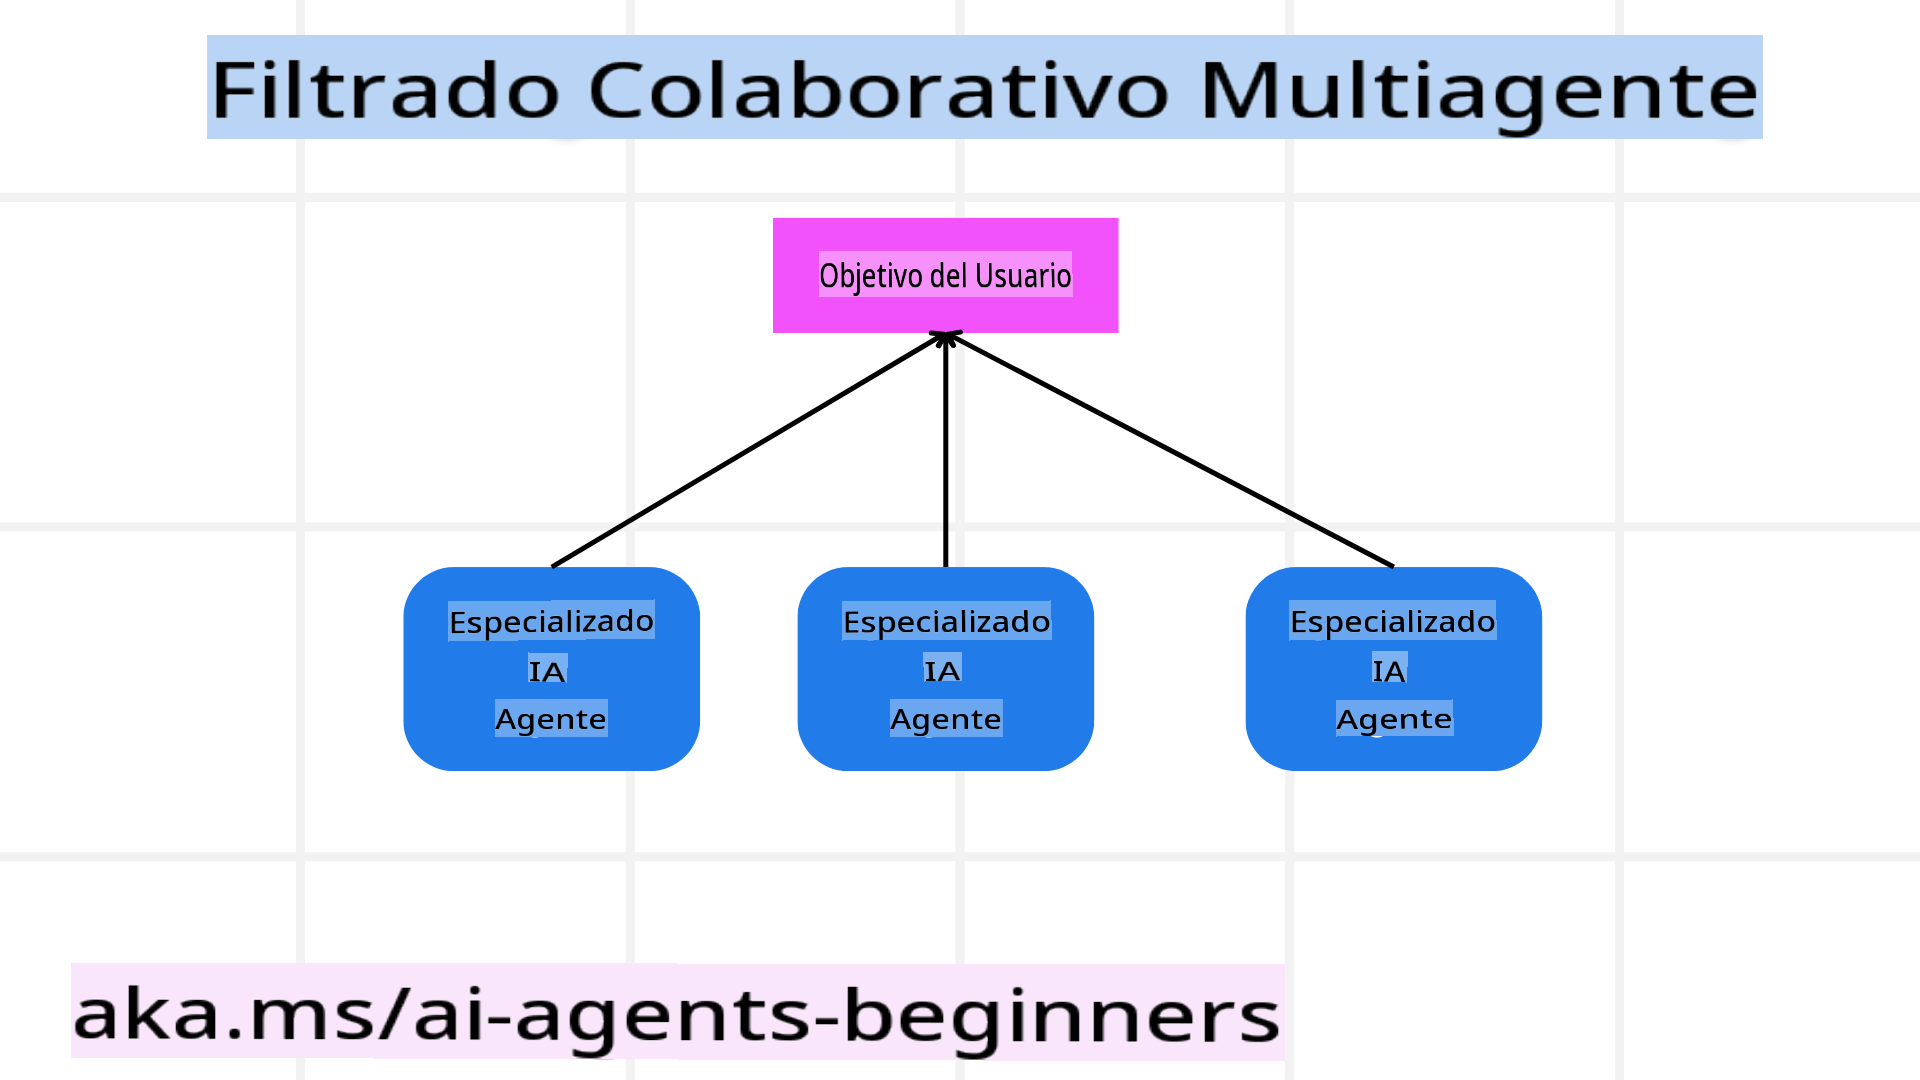 Filtrado Colaborativo Multiagente
Objetivo del Usuario
Especializado
IA
Agente
Especializado
IA
Agente
Especializado
IA
Agente
aka.ms/ai-agents-beginners